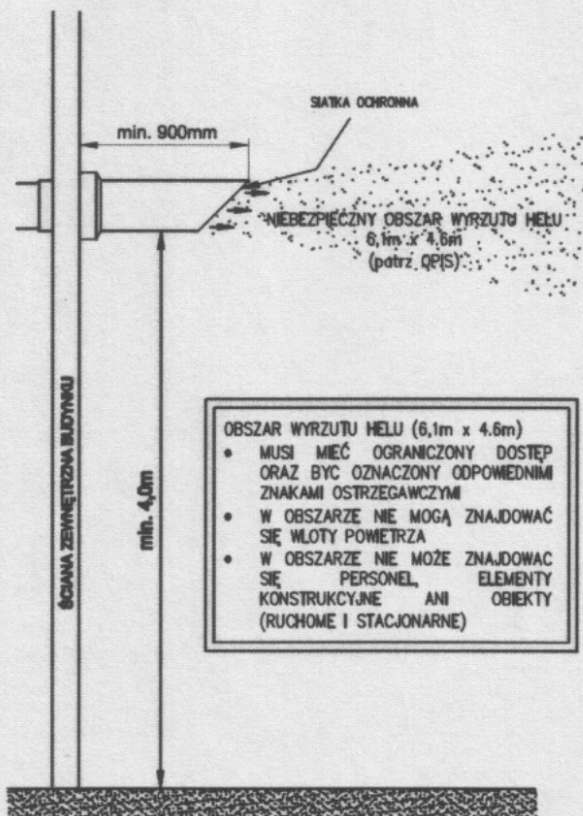 SIATKA OCHRONNA
min. 900mm
NIEBEZPIECZNY OBSZAR WYRZUTU HELU
6,1m x 4.6m
(patrz OPIS)
ŚCIANA ZEWNĘTRZNA BUDYNKU
min. 4,0m
OBSZAR WYRZUTU HELU (6,1m x 4.6m)
• MUSI MIEĆ OGRANICZONY DOSTĘP
ORAZ BYC OZNACZONY ODPOWIEDNIMI
ZNAKAMI OSTRZEGAWCZYMI
• W OBSZARZE NIE MOGĄ ZNAJDOWAĆ
SIĘ WLOTY POWIETRZA
• W OBSZARZE NIE MOŻE ZNAJDOWAC
SIĘ PERSONEL, ELEMENTY
KONSTRUKCYJNE ANI OBIEKTY
(RUCHOME I STACJONARNE)